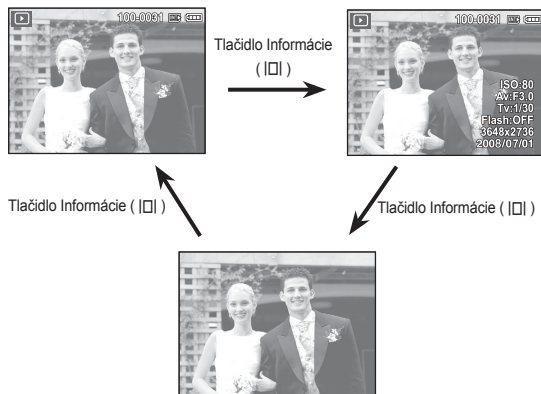 100-0031
Tlačidlo Informácie
( |□| )
100-0031
ISO:80
Av:F3.0
Tv:1/30
Flash:OFF
3648x2736
2008/07/01
Tlačidlo Informácie ( |□| )
Tlačidlo Informácie ( |□| )